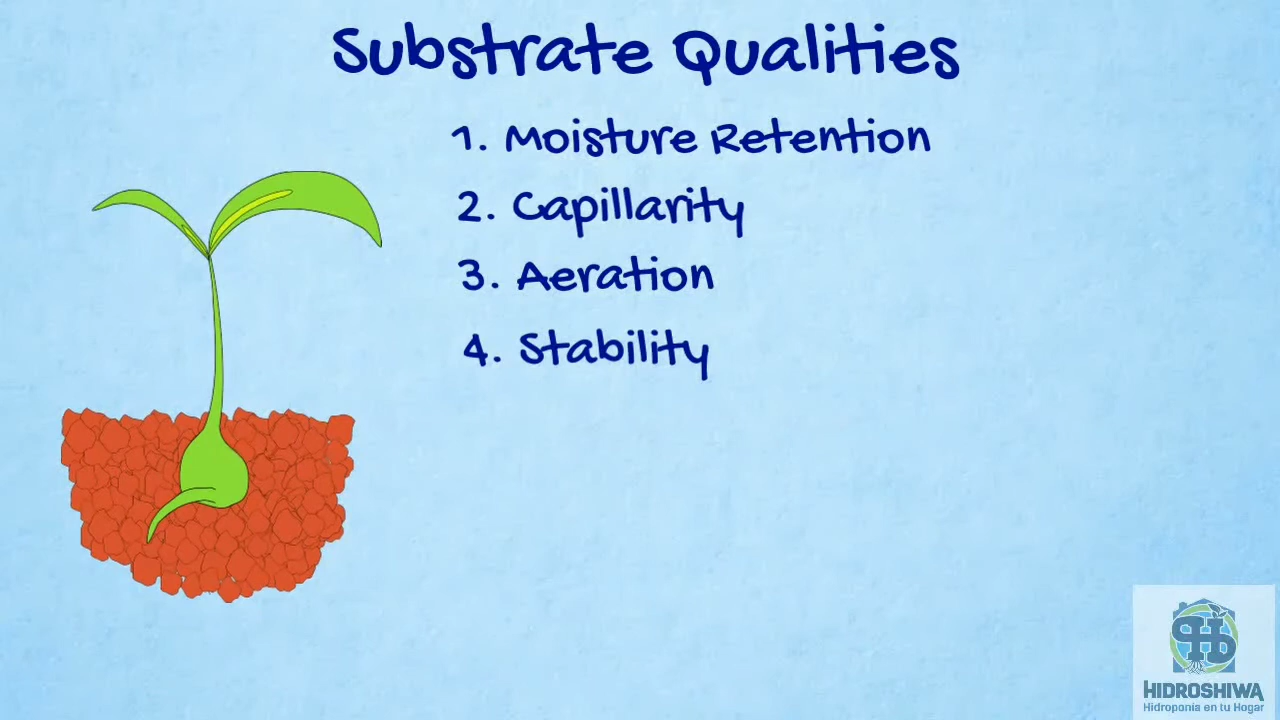 Substrate Qualities
1. Moisture Retention
2. Capillarity
3. Aeration
4. Stability
HIDROSHIWA
Hidroponia en tu Hogar